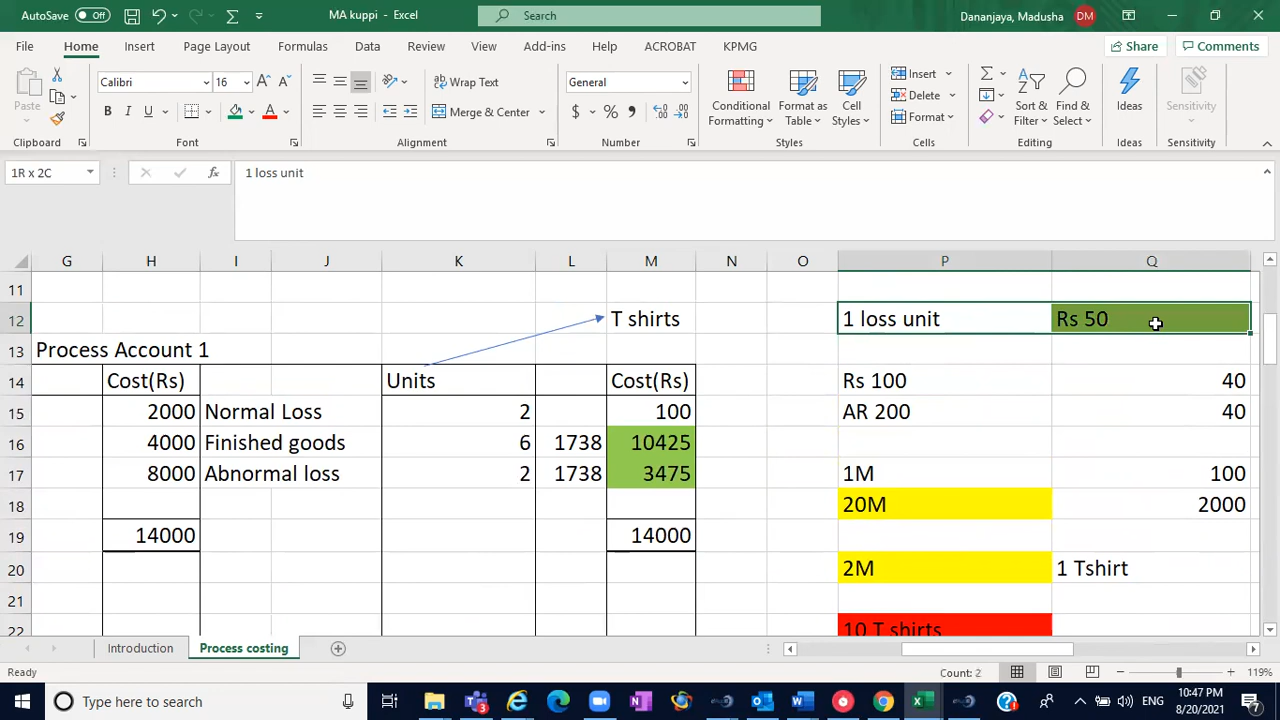 AutoSave Off MA kuppi - Excel Search Dananjaya, Madusha DM
File Home Insert Page Layout Formulas Data Review View Add-ins Help ACROBAT KPMG Share Comments
Paste Calibri 16 A A Wrap Text General Conditional Formatting Format as Table Cell Styles Insert Delete Format Sort & Filter Find & Select Ideas Sensitivity
B I U A Merge & Center $ % ,
Clipboard Font Alignment Number Styles Cells Editing Ideas Sensitivity
1R x 2C fx 1 loss unit
G H I J K L M N O P Q
11
12 T shirts 1 loss unit Rs 50
13 Process Account 1
14 Cost(Rs) Units Cost(Rs) Rs 100 40
15 2000 Normal Loss 2 100 AR 200 40
16 4000 Finished goods 6 1738 10425
17 8000 Abnormal loss 2 1738 3475 1M 100
18 20M 2000
19 14000 14000
20 2M 1 Tshirt
21
22 10 T shirts
Introduction Process costing
Ready Count: 2 119%
Type here to search 3 ENG 10:47 PM 8/20/2021 7